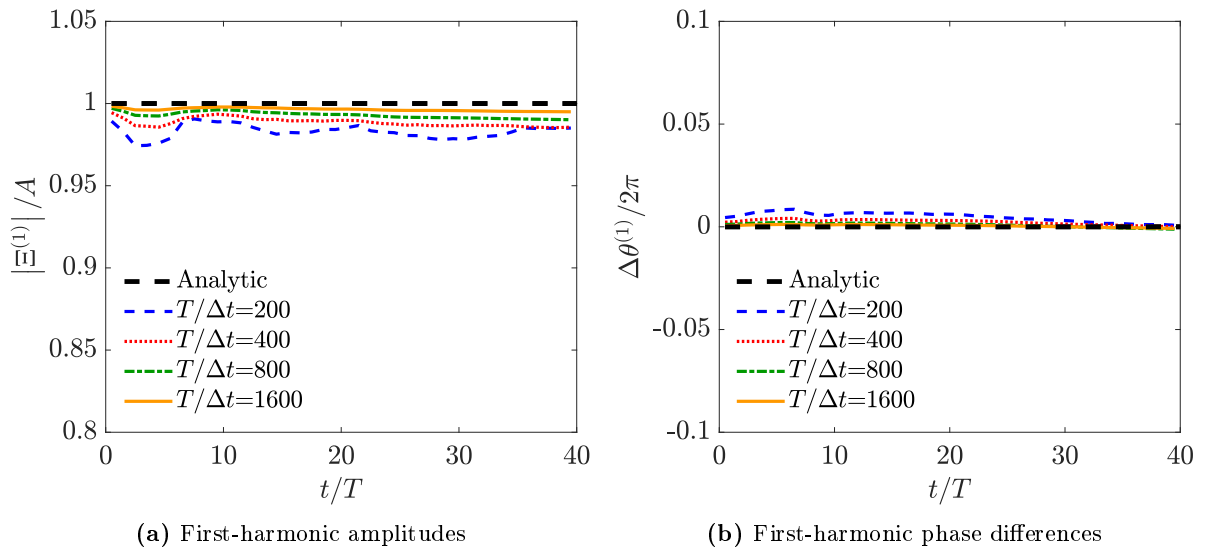 1.05
1
0.95
0.9
0.85
0.8
|Ξ⁽¹⁾|/A
Analytic
T/Δt=200
T/Δt=400
T/Δt=800
T/Δt=1600
0 10 20 30 40
t/T
(a) First-harmonic amplitudes
0.1
0.05
0
-0.05
-0.1
Δθ⁽¹⁾/2π
Analytic
T/Δt=200
T/Δt=400
T/Δt=800
T/Δt=1600
0 10 20 30 40
t/T
(b) First-harmonic phase differences